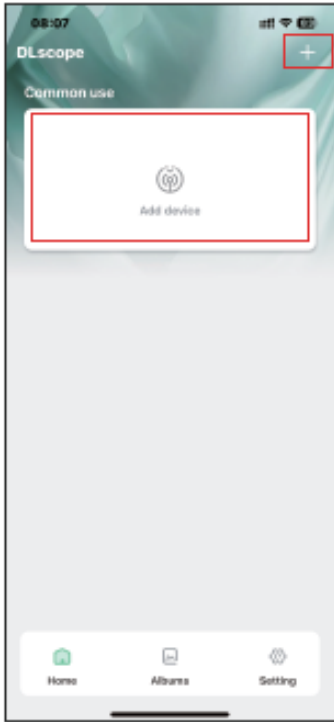 08:07
DLscope
+
Common use
Add device
Home Albums Setting